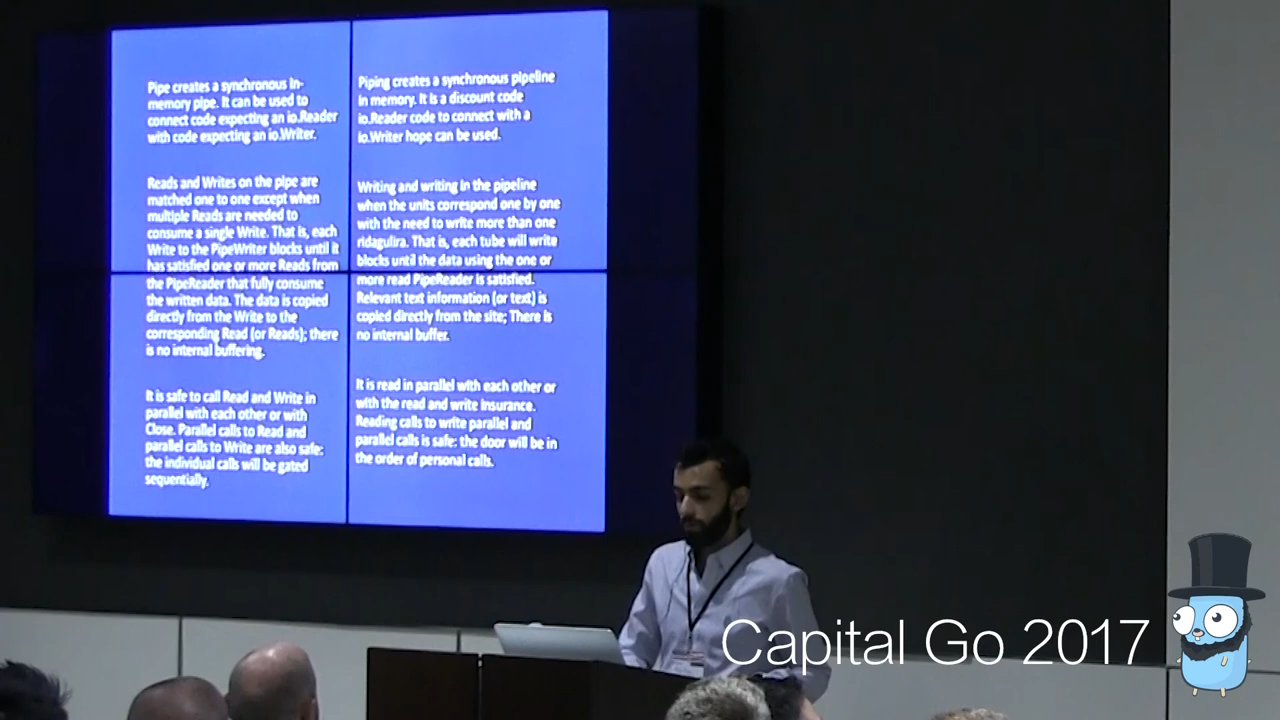 Pipe creates a synchronous in-
memory pipe. It can be used to
connect code expecting an io.Reader
with code expecting an io.Writer.
Reads and Writes on the pipe are
matched one to one except when
multiple Reads are needed to
consume a single Write. That is, each
Write to the PipeWriter blocks until it
has satisfied one or more Reads from
the PipeReader that fully consume
the written data. The data is copied
directly from the Write to the
corresponding Read (or Reads); there
is no internal buffering.
It is safe to call Read and Write in
parallel with each other or with
Close. Parallel calls to Read and
parallel calls to Write are also safe:
the individual calls will be gated
sequentially.
Piping creates a synchronous pipeline
in memory. It is a discount code
io.Reader code to connect with a
io.Writer hope can be used.
Writing and writing in the pipeline
when the units correspond one by one
with the need to write more than one
ridagulira. That is, each tube will write
blocks until the data using the one or
more read PipeReader is satisfied.
Relevant text information (or text) is
copied directly from the site; There is
no internal buffer.
It is read in parallel with each other or
with the read and write insurance.
Reading calls to write parallel and
parallel calls is safe: the door will be in
the order of personal calls.
Capital Go 2017